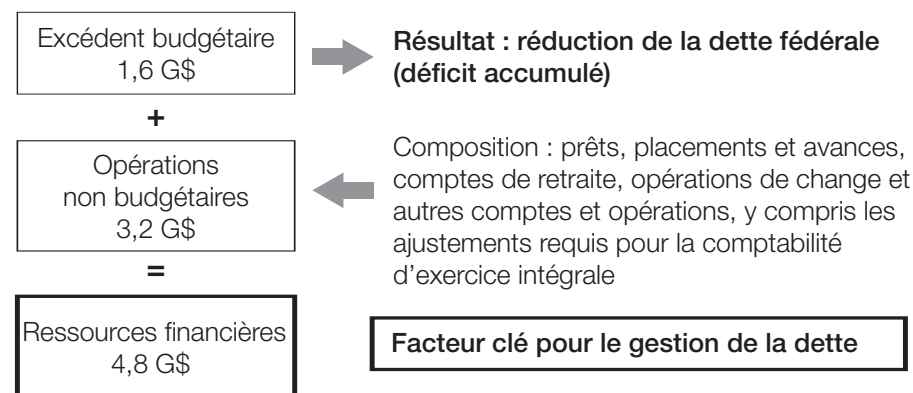 Excédent budgétaire
1,6 G$
Résultat : réduction de la dette fédérale
(déficit accumulé)
+
Opérations
non budgétaires
3,2 G$
Composition : prêts, placements et avances,
comptes de retraite, opérations de change et
autres comptes et opérations, y compris les
ajustements requis pour la comptabilité
d'exercice intégrale
=
Ressources financières
4,8 G$
Facteur clé pour le gestion de la dette